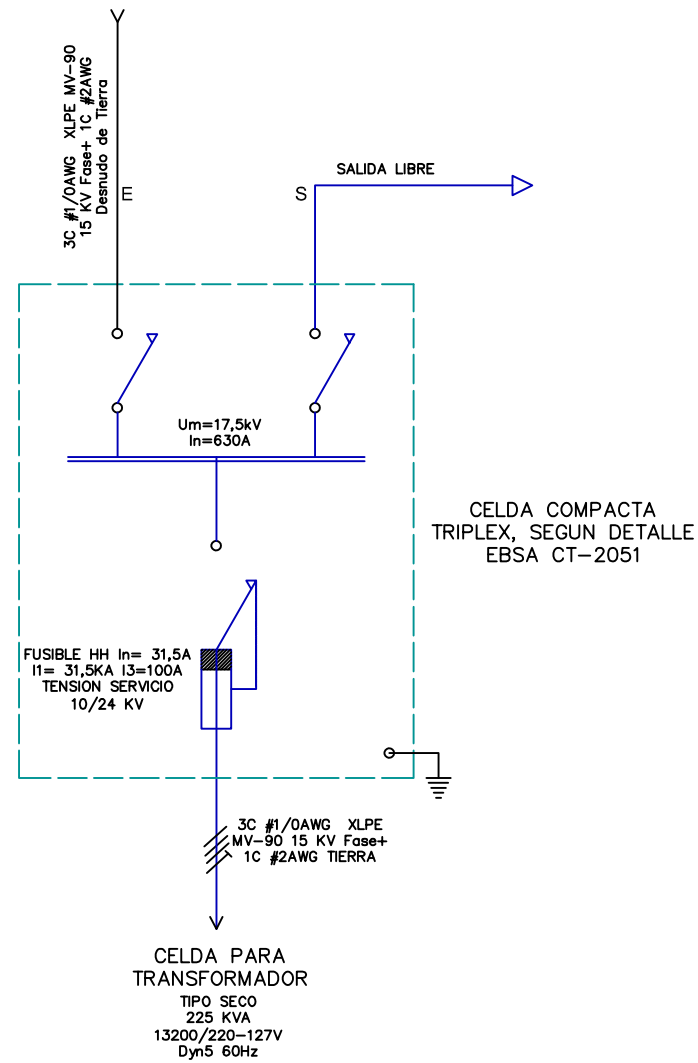 3C #1/0AWG XLPE MV-90
15 KV Fase+ 1C #2AWG
Desnudo de Tierra
E
S
SALIDA LIBRE
Um=17,5kV
In=630A
CELDA COMPACTA
TRIPLEX, SEGUN DETALLE
EBSA CT-2051
FUSIBLE HH In= 31,5A
I1= 31,5KA I3=100A
TENSION SERVICIO
10/24 KV
3C #1/0AWG XLPE
MV-90 15 KV Fase+
1C #2AWG TIERRA
CELDA PARA
TRANSFORMADOR
TIPO SECO
225 KVA
13200/220-127V
Dyn5 60Hz